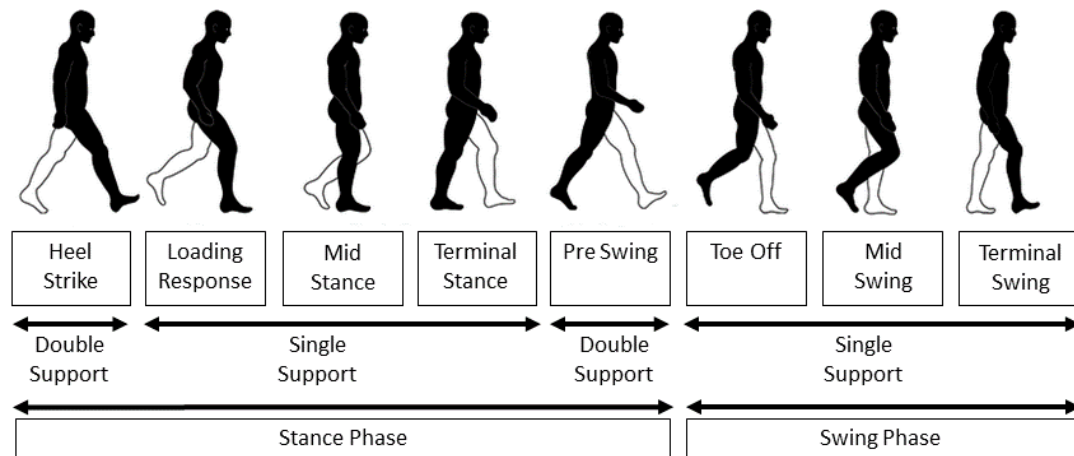 Heel
Strike
Loading
Response
Mid
Stance
Terminal
Stance
Pre Swing
Toe Off
Mid
Swing
Terminal
Swing
Double
Support
Single
Support
Double
Support
Single
Support
Stance Phase
Swing Phase